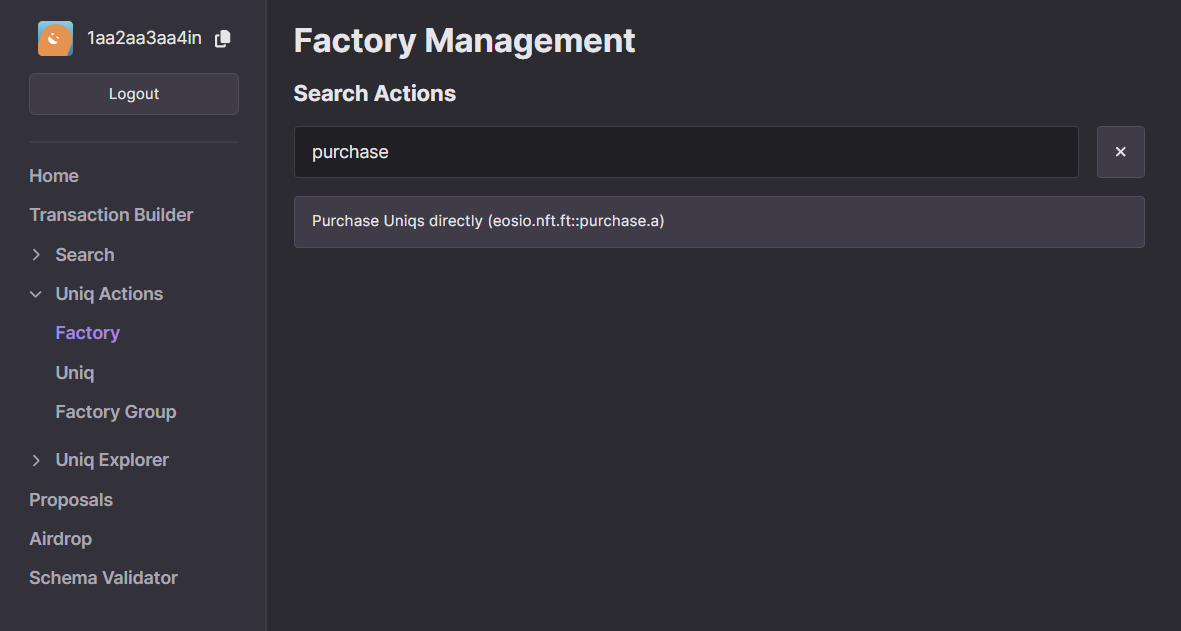 1aa2aa3aa4in
Logout
Home
Transaction Builder
Search
Uniq Actions
Factory
Uniq
Factory Group
Uniq Explorer
Proposals
Airdrop
Schema Validator
Factory Management
Search Actions
purchase
Purchase Uniqs directly (eosio.nft.ft::purchase.a)